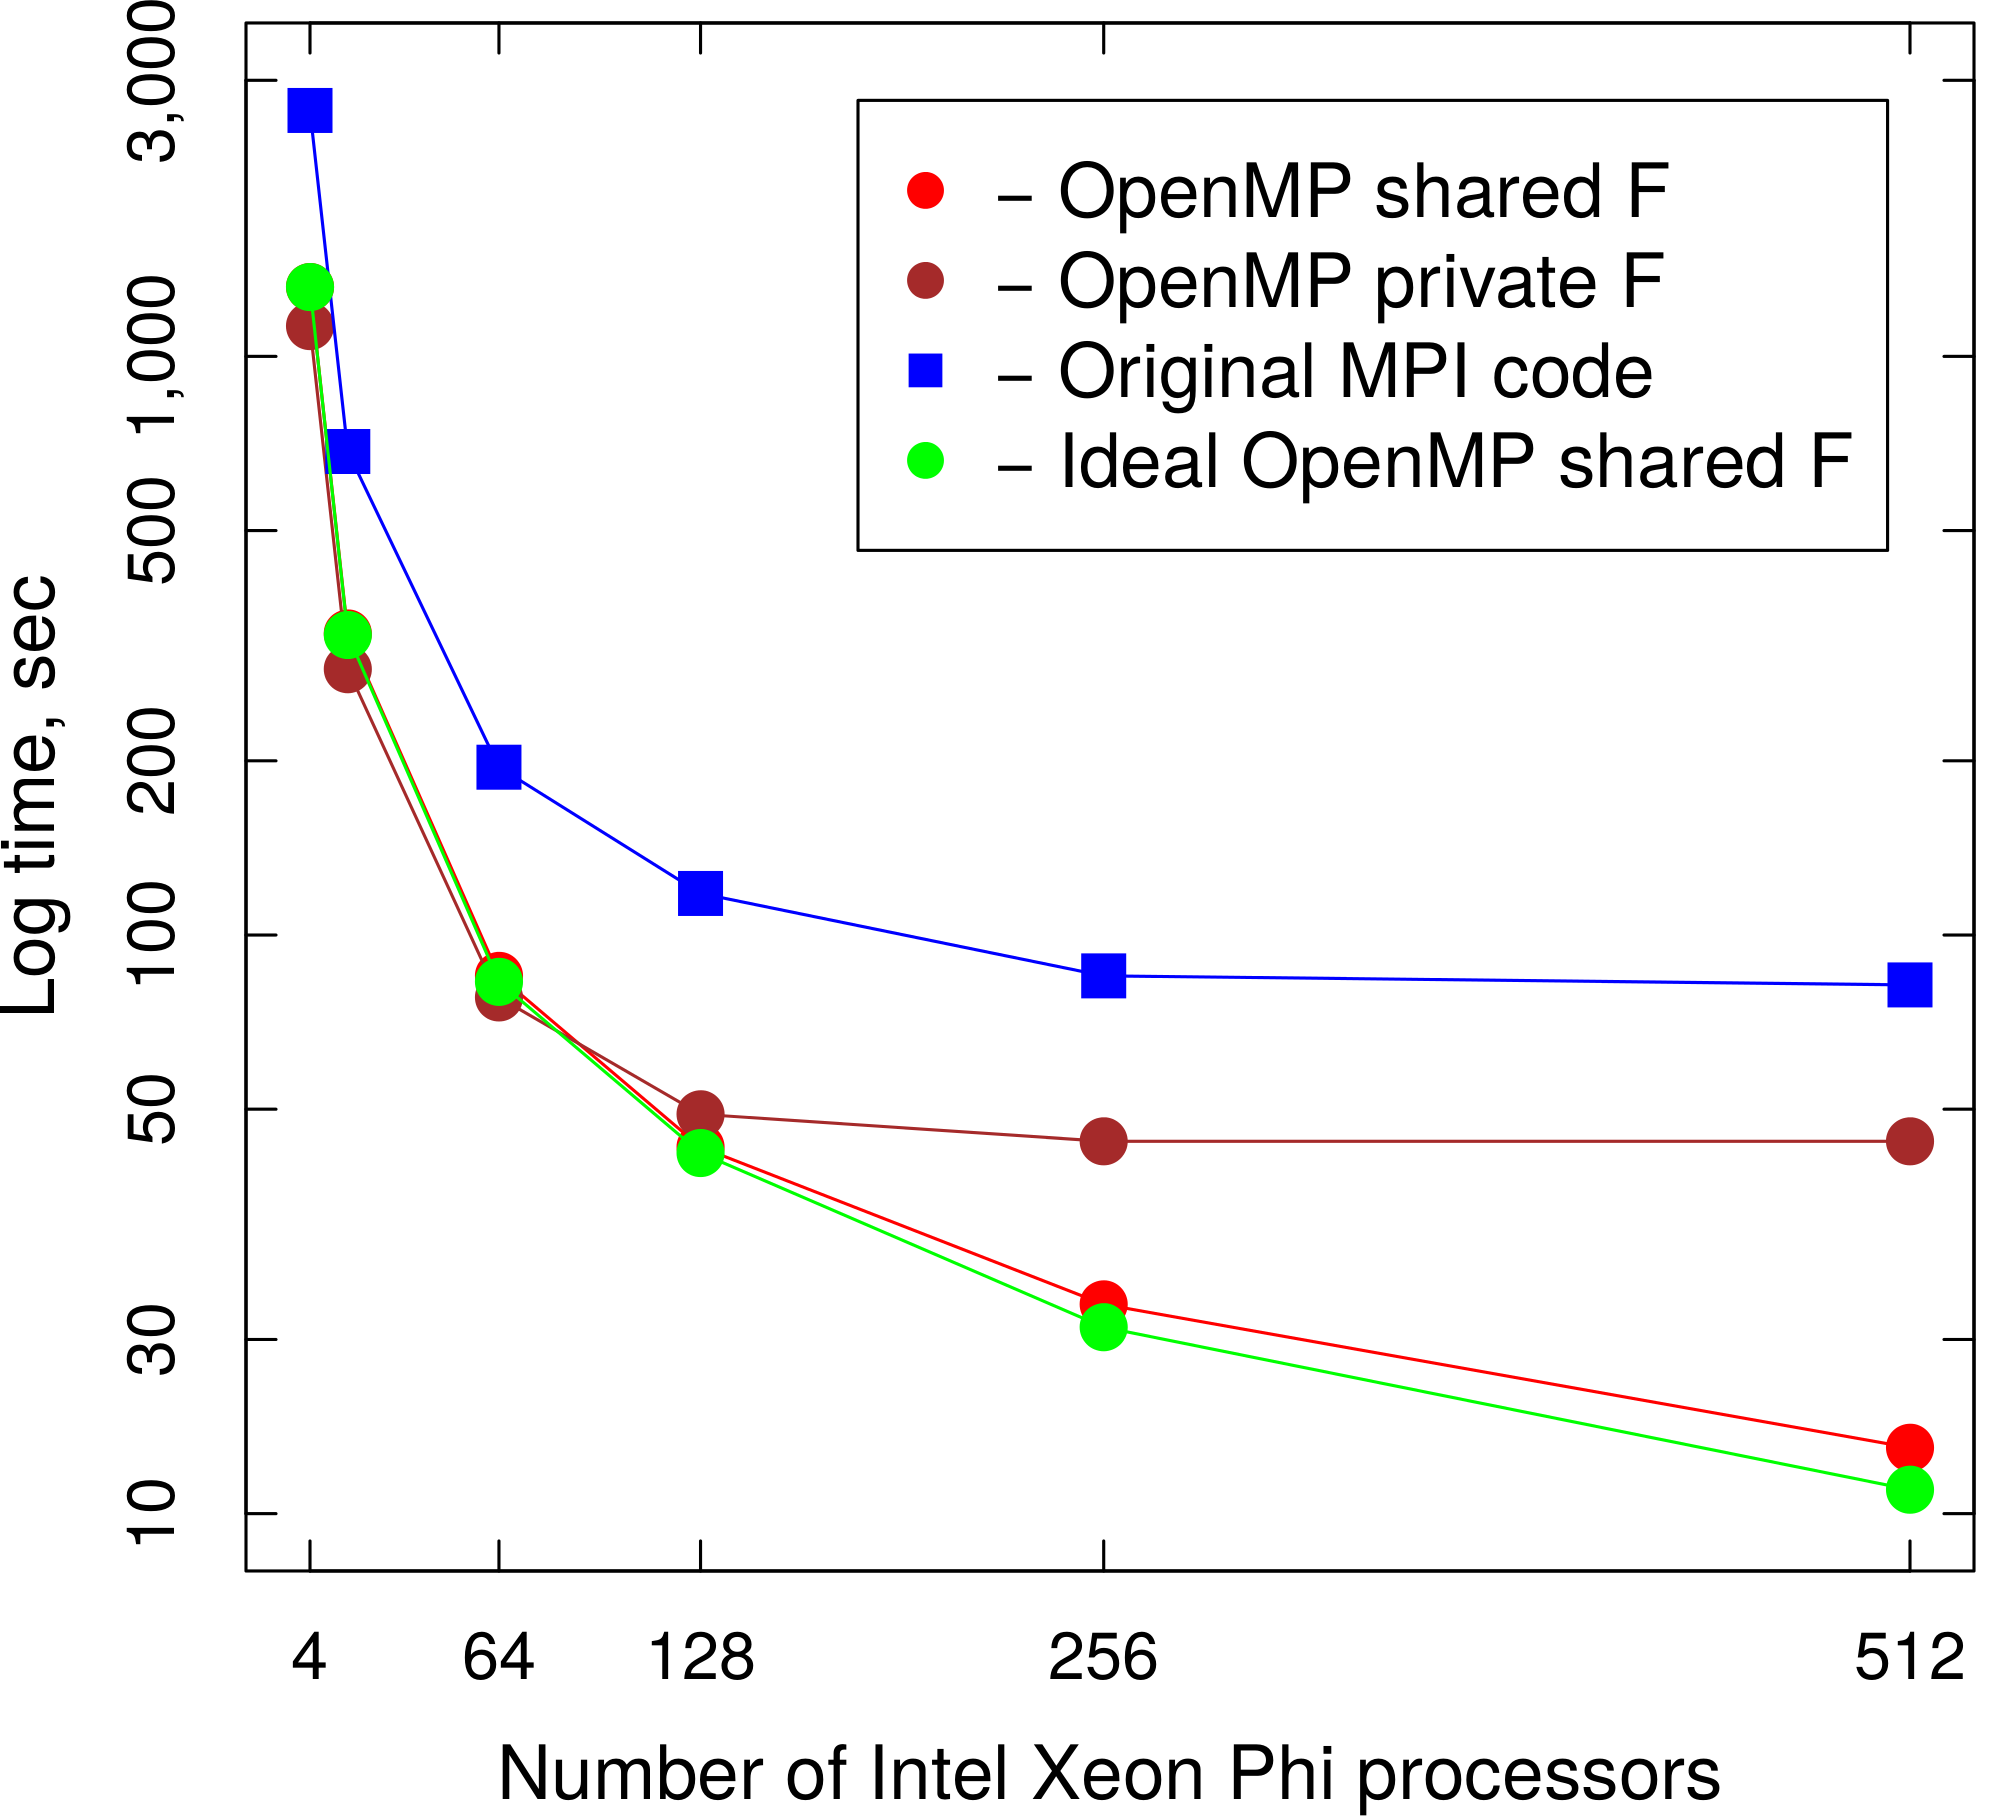 – OpenMP shared F
– OpenMP private F
– Original MPI code
– Ideal OpenMP shared F
Log time, sec
3,000
1,000
500
200
100
50
30
10
4 64 128 256 512
Number of Intel Xeon Phi processors